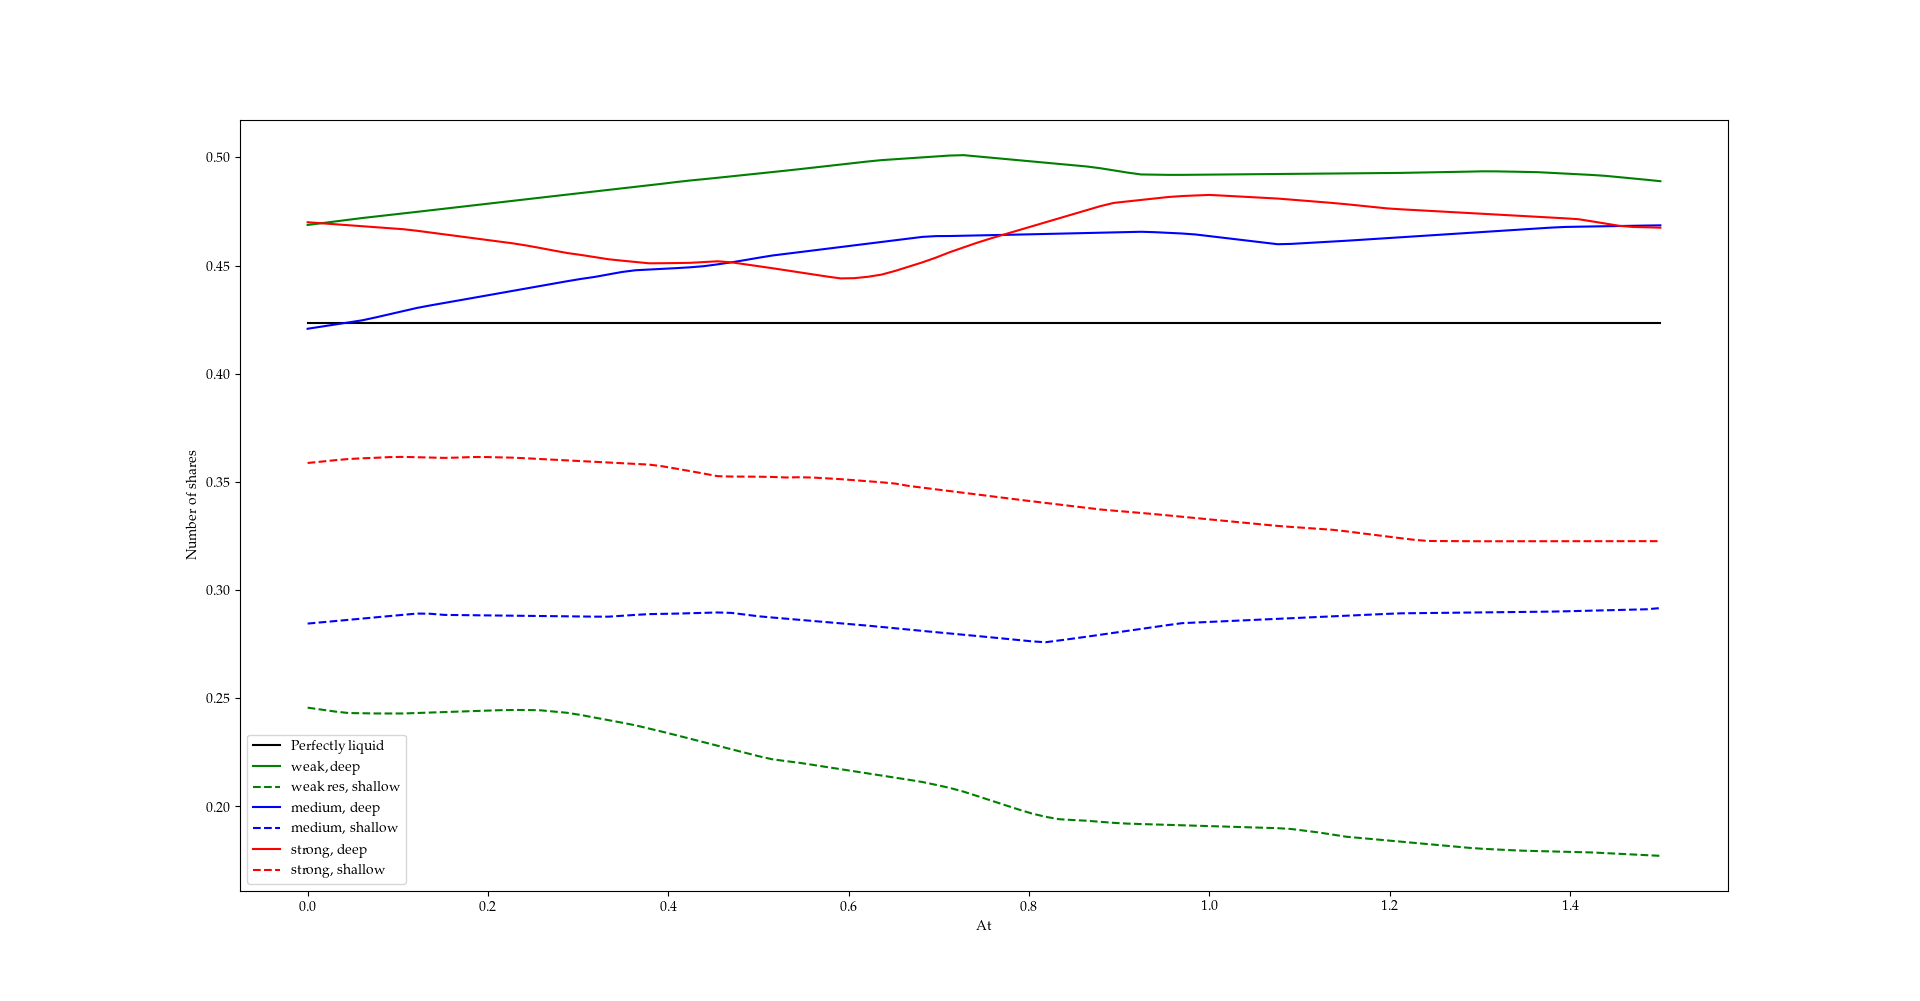 0.50
0.45
0.40
0.35
0.30
0.25
0.20
Number of shares
Perfectly liquid
weak, deep
weak res, shallow
medium, deep
medium, shallow
strong, deep
strong, shallow
0.0 0.2 0.4 0.6 0.8 1.0 1.2 1.4
At